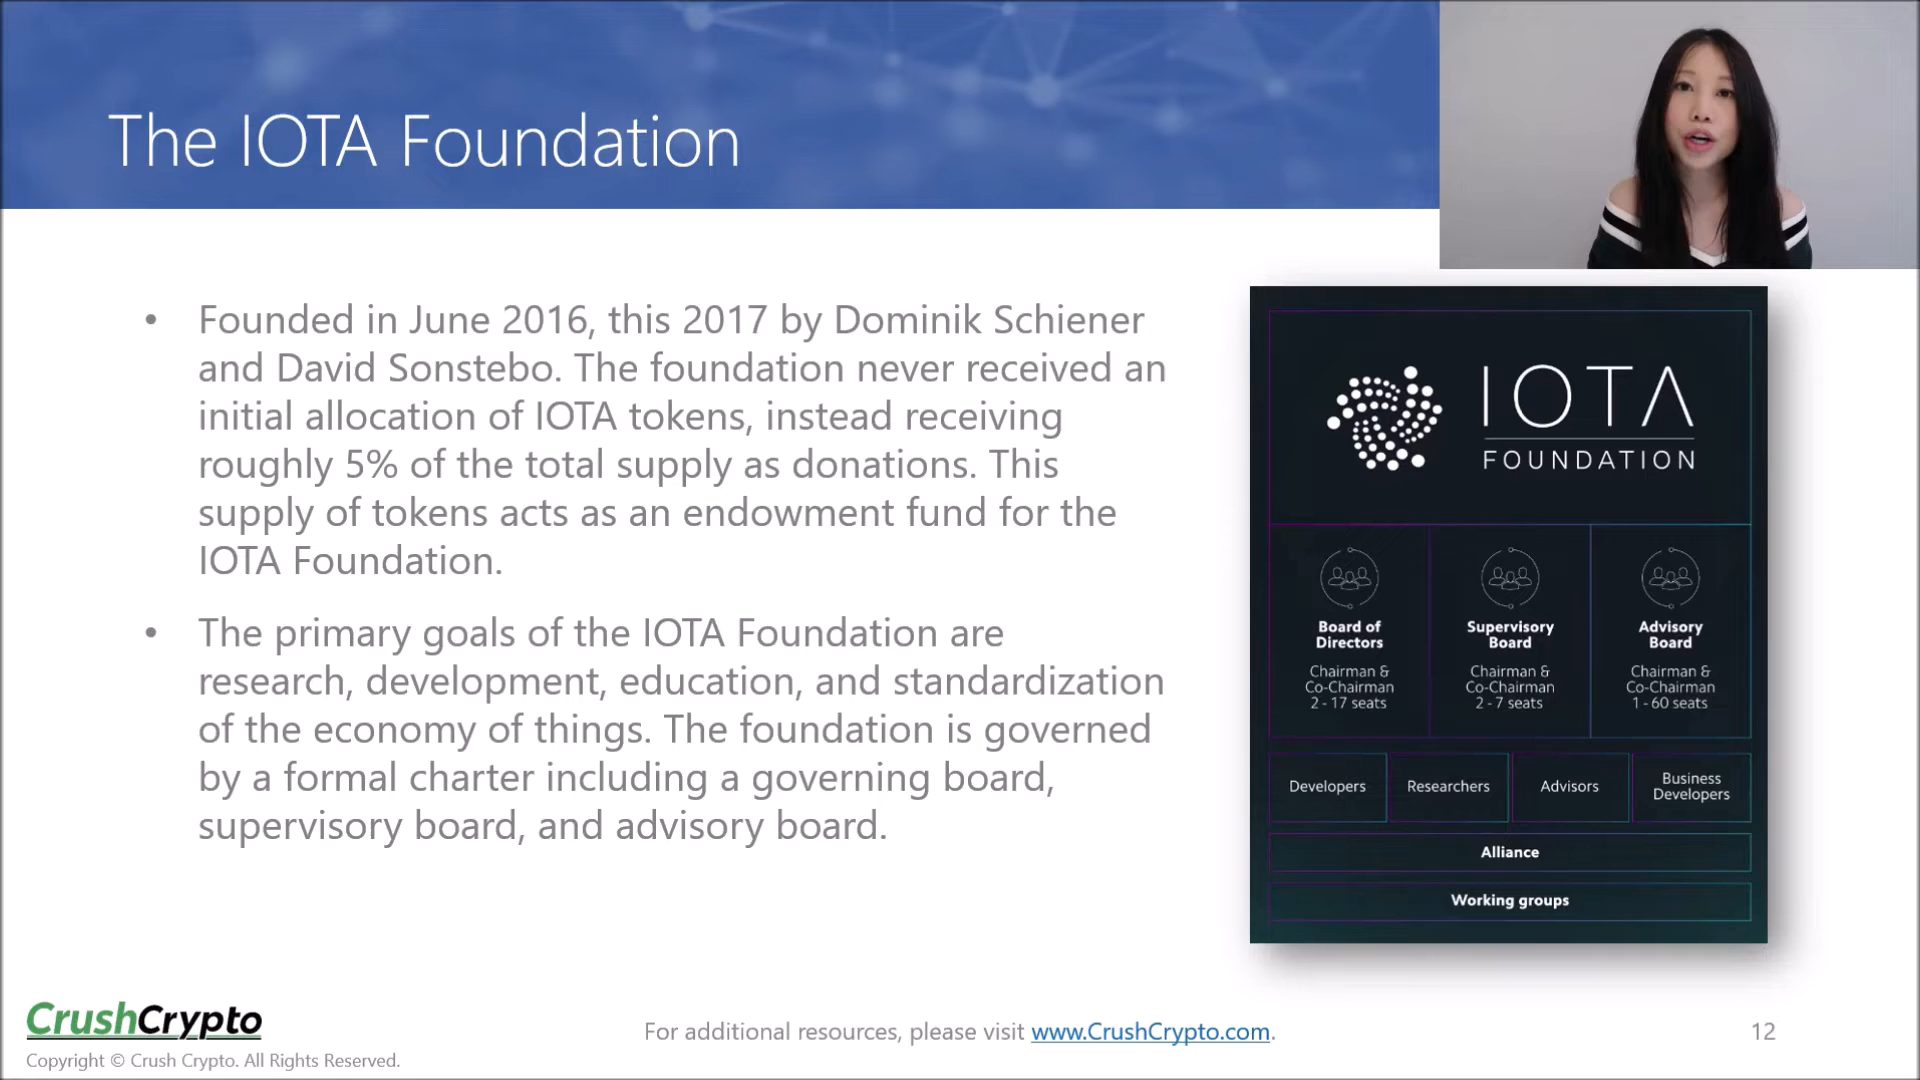 The IOTA Foundation
• Founded in June 2016, this 2017 by Dominik Schiener
and David Sonstebo. The foundation never received an
initial allocation of IOTA tokens, instead receiving
roughly 5% of the total supply as donations. This
supply of tokens acts as an endowment fund for the
IOTA Foundation.
• The primary goals of the IOTA Foundation are
research, development, education, and standardization
of the economy of things. The foundation is governed
by a formal charter including a governing board,
supervisory board, and advisory board.
IOTA
FOUNDATION
Board of
Directors
Chairman &
Co-Chairman
2 - 17 seats
Supervisory
Board
Chairman &
Co-Chairman
2 - 7 seats
Advisory
Board
Chairman &
Co-Chairman
1 - 60 seats
Developers
Researchers
Advisors
Business
Developers
Alliance
Working groups
CrushCrypto
Copyright © Crush Crypto. All Rights Reserved.
For additional resources, please visit www.CrushCrypto.com.
12